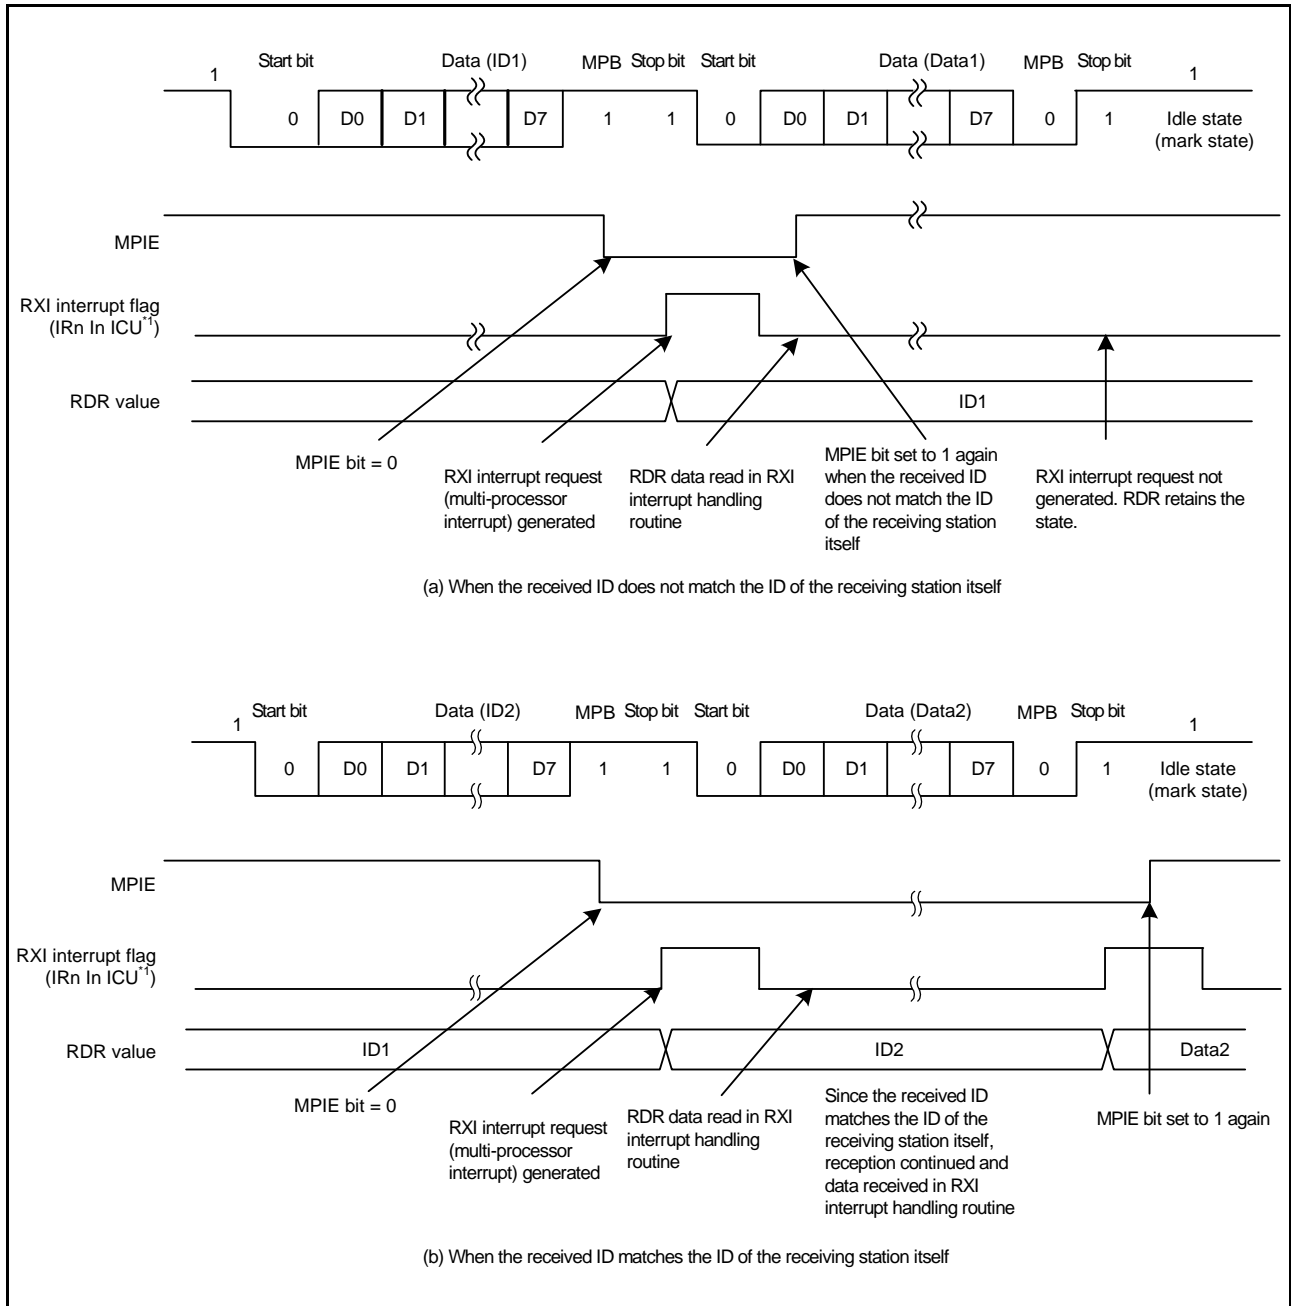 Start bit Data (ID1) MPB Stop bit Start bit Data (Data1) MPB Stop bit
1 1
0 D0 D1 D7 1 1 0 D0 D1 D7 0 1 Idle state
(mark state)
MPIE
RXI interrupt flag
(IRn In ICU*1)
RDR value ID1
MPIE bit = 0
RXI interrupt request
(multi-processor
interrupt) generated
RDR data read in RXI
interrupt handling
routine
MPIE bit set to 1 again
when the received ID
does not match the ID
of the receiving station
itself
RXI interrupt request not
generated. RDR retains the
state.
(a) When the received ID does not match the ID of the receiving station itself
Start bit Data (ID2) MPB Stop bit Start bit Data (Data2) MPB Stop bit
1 1
0 D0 D1 D7 1 1 0 D0 D1 D7 0 1 Idle state
(mark state)
MPIE
RXI interrupt flag
(IRn In ICU*1)
RDR value ID1 ID2 Data2
MPIE bit = 0
RXI interrupt request
(multi-processor
interrupt) generated
RDR data read in RXI
interrupt handling
routine
Since the received ID
matches the ID of the
receiving station itself,
reception continued and
data received in RXI
interrupt handling routine
MPIE bit set to 1 again
(b) When the received ID matches the ID of the receiving station itself